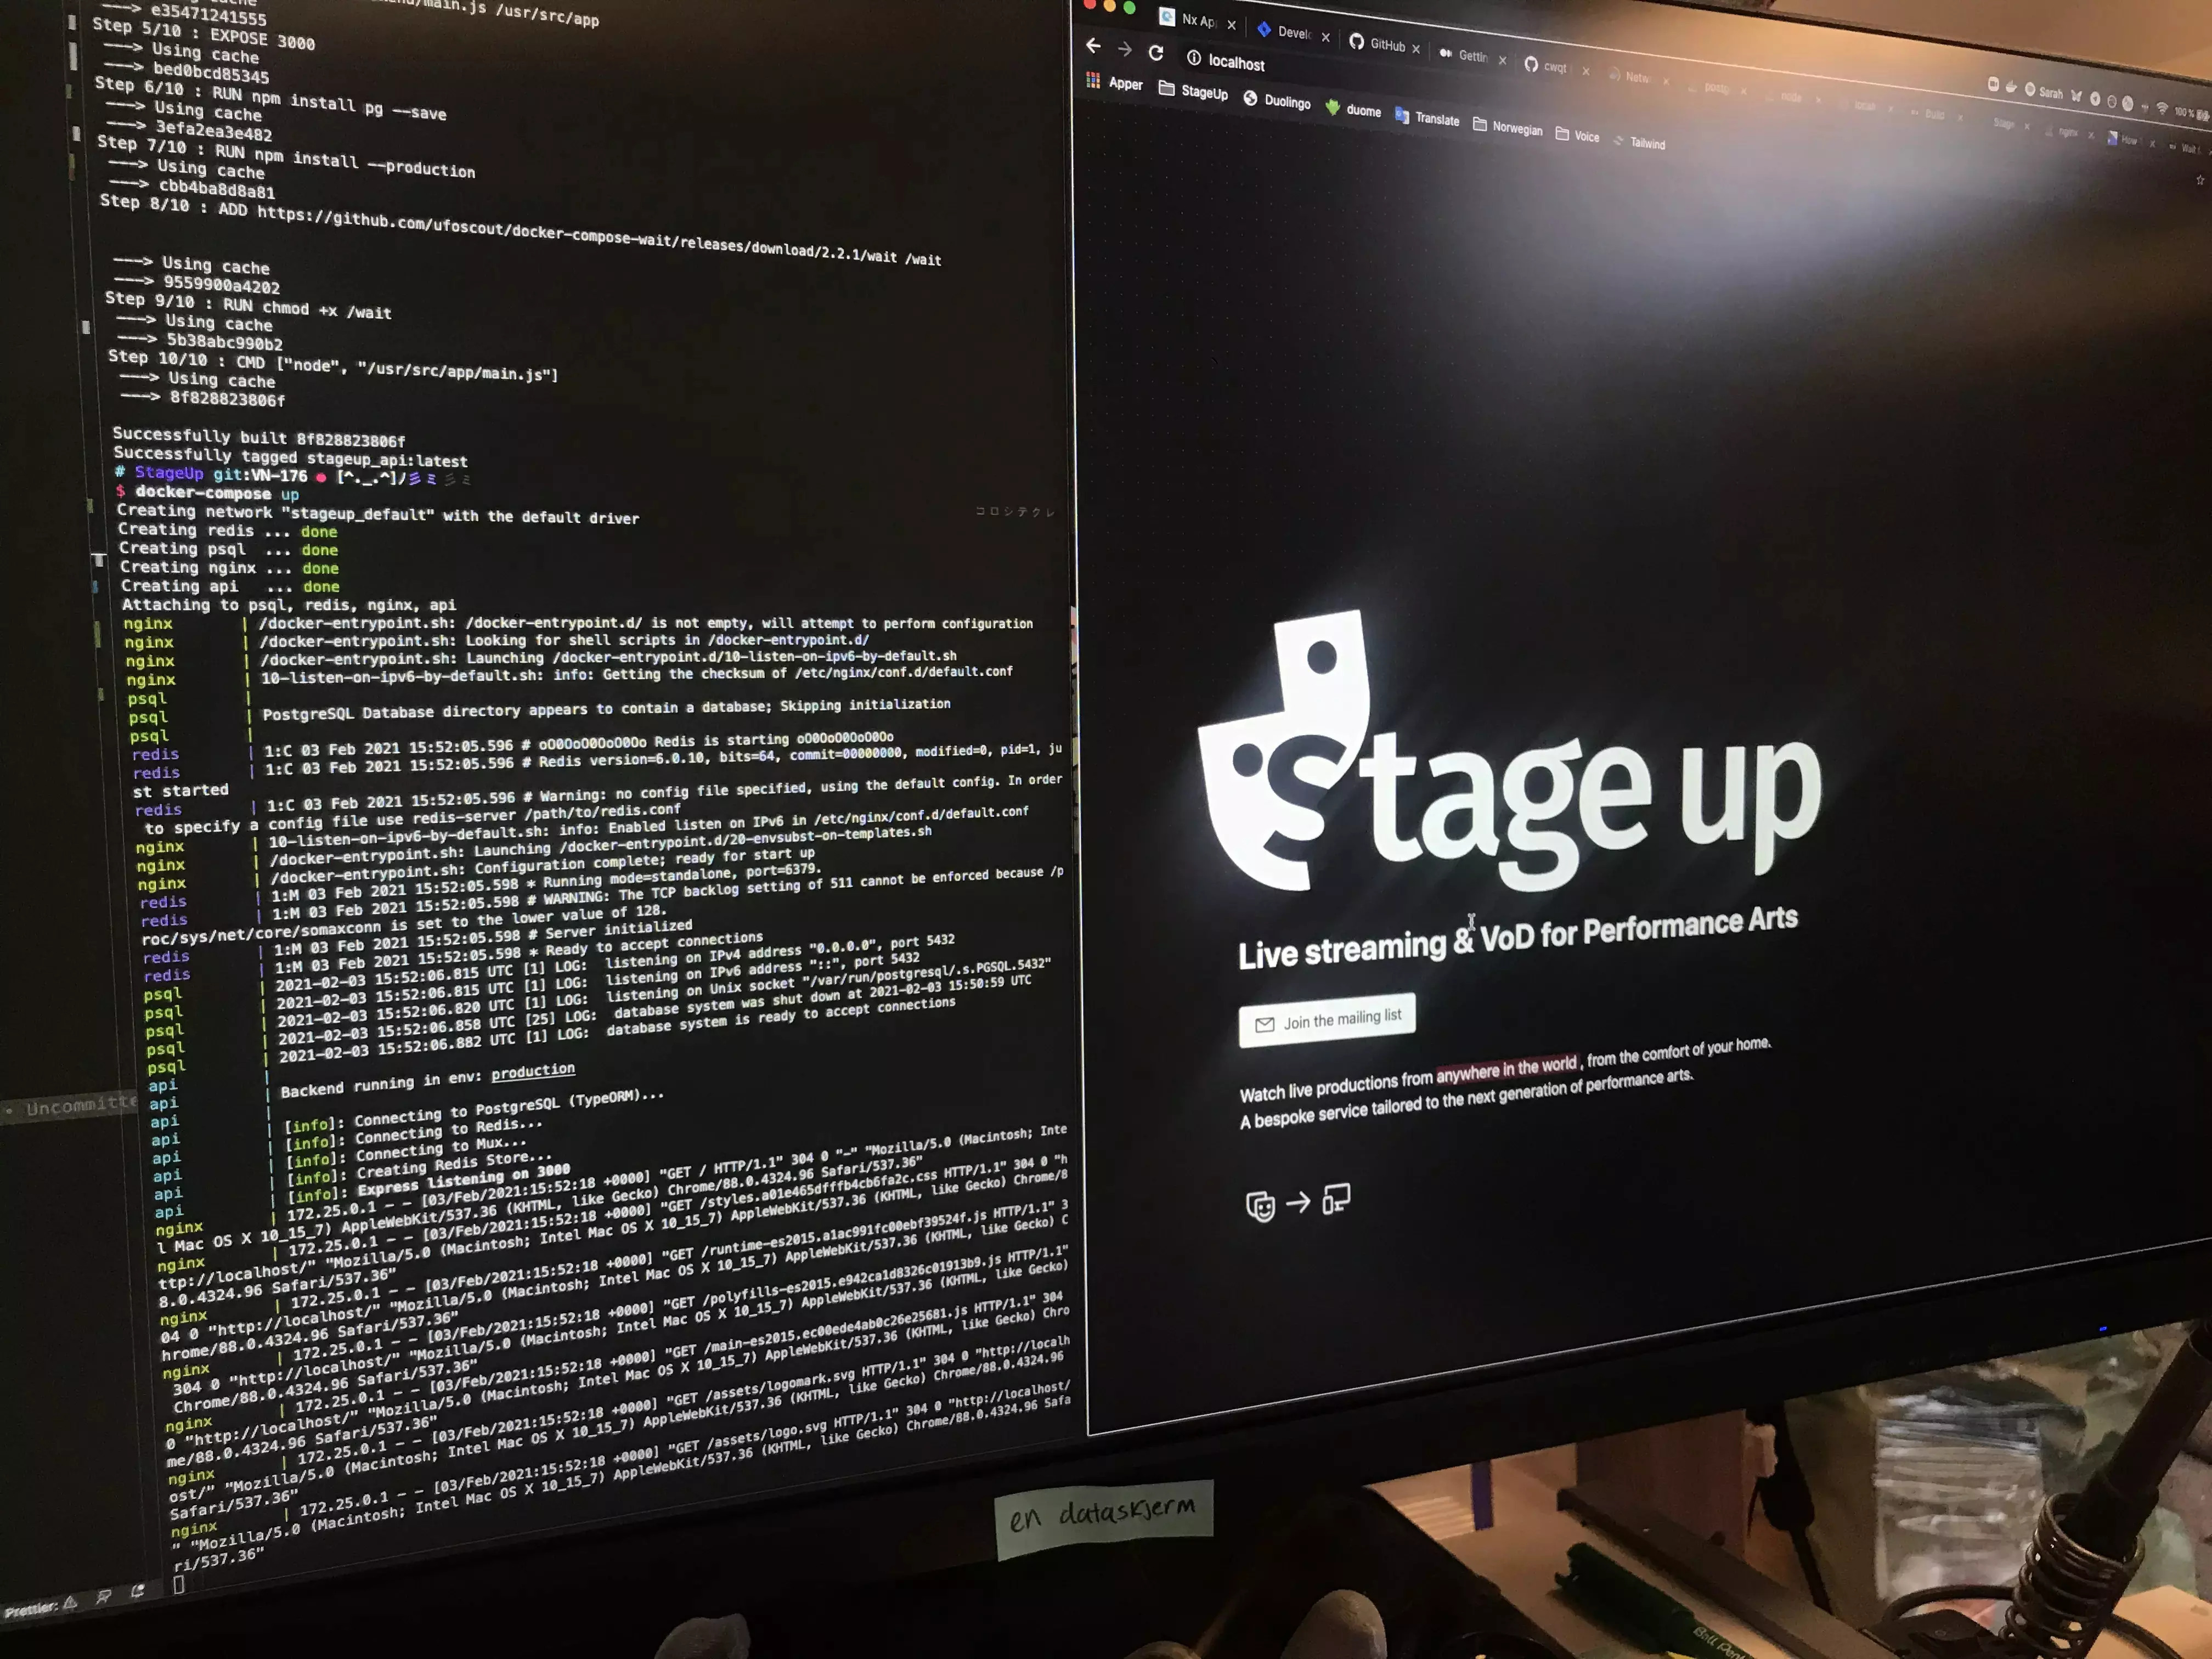 main.js /usr/src/app
---> e35471241555
Step 5/10 : EXPOSE 3000
---> Using cache
---> bed0bcd85345
Step 6/10 : RUN npm install pg --save
---> Using cache
---> 3efa2ea3e482
Step 7/10 : RUN npm install --production
---> Using cache
---> cbb4ba8d8a81
Step 8/10 : ADD https://github.com/ufoscout/docker-compose-wait/releases/download/2.2.1/wait /wait
---> Using cache
---> 9559900a4202
Step 9/10 : RUN chmod +x /wait
---> Using cache
---> 5b38abc990b2
Step 10/10 : CMD ["node", "/usr/src/app/main.js"]
---> Using cache
---> 8f828823806f
Successfully built 8f828823806f
Successfully tagged stageup_api:latest
# StageUp git:VN-176 ● [^._.^]/彡ミ彡ミ
$ docker-compose up
コロシテクレ
Creating network "stageup_default" with the default driver
Creating redis ... done
Creating psql ... done
Creating nginx ... done
Creating api ... done
Attaching to psql, redis, nginx, api
nginx | /docker-entrypoint.sh: /docker-entrypoint.d/ is not empty, will attempt to perform configuration
nginx | /docker-entrypoint.sh: Looking for shell scripts in /docker-entrypoint.d/
nginx | /docker-entrypoint.sh: Launching /docker-entrypoint.d/10-listen-on-ipv6-by-default.sh
nginx | 10-listen-on-ipv6-by-default.sh: info: Getting the checksum of /etc/nginx/conf.d/default.conf
psql |
psql | PostgreSQL Database directory appears to contain a database; Skipping initialization
psql |
redis | 1:C 03 Feb 2021 15:52:05.596 # oO0OoO0OoO0Oo Redis is starting oO0OoO0OoO0Oo
redis | 1:C 03 Feb 2021 15:52:05.596 # Redis version=6.0.10, bits=64, commit=00000000, modified=0, pid=1, ju
st started
redis | 1:C 03 Feb 2021 15:52:05.596 # Warning: no config file specified, using the default config. In order
to specify a config file use redis-server /path/to/redis.conf
nginx | 10-listen-on-ipv6-by-default.sh: info: Enabled listen on IPv6 in /etc/nginx/conf.d/default.conf
nginx | /docker-entrypoint.sh: Launching /docker-entrypoint.d/20-envsubst-on-templates.sh
nginx | /docker-entrypoint.sh: Configuration complete; ready for start up
redis | 1:M 03 Feb 2021 15:52:05.598 * Running mode=standalone, port=6379.
redis | 1:M 03 Feb 2021 15:52:05.598 # WARNING: The TCP backlog setting of 511 cannot be enforced because /p
roc/sys/net/core/somaxconn is set to the lower value of 128.
redis | 1:M 03 Feb 2021 15:52:05.598 # Server initialized
redis | 1:M 03 Feb 2021 15:52:05.598 * Ready to accept connections
psql | 2021-02-03 15:52:06.815 UTC [1] LOG: listening on IPv4 address "0.0.0.0", port 5432
psql | 2021-02-03 15:52:06.815 UTC [1] LOG: listening on IPv6 address "::", port 5432
psql | 2021-02-03 15:52:06.820 UTC [1] LOG: listening on Unix socket "/var/run/postgresql/.s.PGSQL.5432"
psql | 2021-02-03 15:52:06.858 UTC [25] LOG: database system was shut down at 2021-02-03 15:50:59 UTC
psql | 2021-02-03 15:52:06.882 UTC [1] LOG: database system is ready to accept connections
api |
api | Backend running in env: production
api |
api | [info]: Connecting to PostgreSQL (TypeORM)...
api | [info]: Connecting to Redis...
api | [info]: Connecting to Mux...
api | [info]: Creating Redis Store...
api | [info]: Express listening on 3000
nginx | 172.25.0.1 - - [03/Feb/2021:15:52:18 +0000] "GET / HTTP/1.1" 304 0 "-" "Mozilla/5.0 (Macintosh; Inte
l Mac OS X 10_15_7) AppleWebKit/537.36 (KHTML, like Gecko) Chrome/88.0.4324.96 Safari/537.36"
nginx | 172.25.0.1 - - [03/Feb/2021:15:52:18 +0000] "GET /styles.a01e465dfffb4cb6fa2c.css HTTP/1.1" 304 0 "h
ttp://localhost/" "Mozilla/5.0 (Macintosh; Intel Mac OS X 10_15_7) AppleWebKit/537.36 (KHTML, like Gecko) Chrome/8
8.0.4324.96 Safari/537.36"
nginx | 172.25.0.1 - - [03/Feb/2021:15:52:18 +0000] "GET /runtime-es2015.a1ac991fc00ebf39524f.js HTTP/1.1" 3
04 0 "http://localhost/" "Mozilla/5.0 (Macintosh; Intel Mac OS X 10_15_7) AppleWebKit/537.36 (KHTML, like Gecko) C
hrome/88.0.4324.96 Safari/537.36"
nginx | 172.25.0.1 - - [03/Feb/2021:15:52:18 +0000] "GET /polyfills-es2015.e942ca1d8326c01913b9.js HTTP/1.1"
304 0 "http://localhost/" "Mozilla/5.0 (Macintosh; Intel Mac OS X 10_15_7) AppleWebKit/537.36 (KHTML, like Gecko)
Chrome/88.0.4324.96 Safari/537.36"
nginx | 172.25.0.1 - - [03/Feb/2021:15:52:18 +0000] "GET /main-es2015.ec00ede4ab0c26e25681.js HTTP/1.1" 304
0 "http://localhost/" "Mozilla/5.0 (Macintosh; Intel Mac OS X 10_15_7) AppleWebKit/537.36 (KHTML, like Gecko) Chro
me/88.0.4324.96 Safari/537.36"
nginx | 172.25.0.1 - - [03/Feb/2021:15:52:18 +0000] "GET /assets/logomark.svg HTTP/1.1" 304 0 "http://localh
ost/" "Mozilla/5.0 (Macintosh; Intel Mac OS X 10_15_7) AppleWebKit/537.36 (KHTML, like Gecko) Chrome/88.0.4324.96
Safari/537.36"
nginx | 172.25.0.1 - - [03/Feb/2021:15:52:18 +0000] "GET /assets/logo.svg HTTP/1.1" 304 0 "http://localhost/
" "Mozilla/5.0 (Macintosh; Intel Mac OS X 10_15_7) AppleWebKit/537.36 (KHTML, like Gecko) Chrome/88.0.4324.96 Safa
ri/537.36"
• Uncommitte
Prettier:
Nx Ap Develo GitHub Gettin cwqt Netw Build Stage nginx How Wait
Sarah 100 %
localhost
Apper StageUp Duolingo duome Translate Norwegian Voice Tailwind
stage up
Live streaming & VoD for Performance Arts
Join the mailing list
Watch live productions from anywhere in the world , from the comfort of your home.
A bespoke service tailored to the next generation of performance arts.
en dataskjerm
Ball Pen